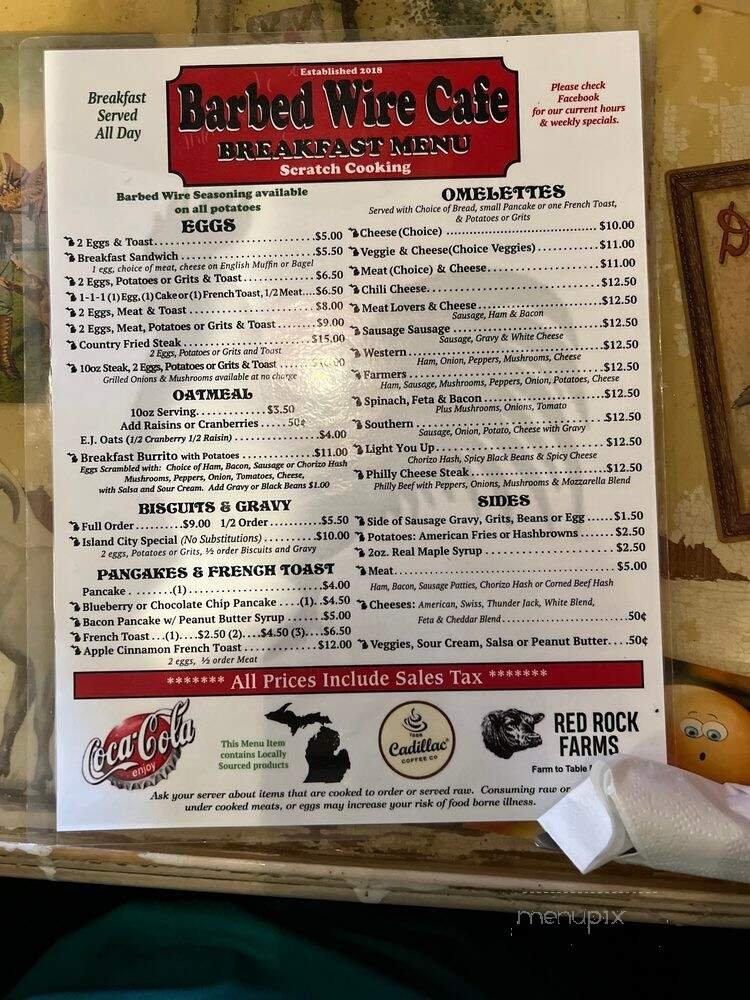 Breakfast
Served
All Day
Established 2018
Barbed Wire Cafe
BREAKFAST MENU
Scratch Cooking
Please check
Facebook
for our current hours
& weekly specials.
Barbed Wire Seasoning available
on all potatoes
EGGS
2 Eggs & Toast..............................$5.00
Breakfast Sandwich.........................$5.50
1 egg, choice of meat, cheese on English Muffin or Bagel
2 Eggs, Potatoes or Grits & Toast............$6.50
1-1-1 (1) Egg, (1) Cake or (1) French Toast, 1/2 Meat....$6.50
2 Eggs, Meat & Toast.......................$8.00
2 Eggs, Meat, Potatoes or Grits & Toast.......$9.00
Country Fried Steak......................$15.00
2 Eggs, Potatoes or Grits and Toast
10oz Steak, 2 Eggs, Potatoes or Grits & Toast
Grilled Onions & Mushrooms available at no charge
OATMEAL
10oz Serving............$3.50
Add Raisins or Cranberries.....50¢
E.J. Oats (1/2 Cranberry 1/2 Raisin)...............$4.00
Breakfast Burrito with Potatoes.............$11.00
Eggs Scrambled with: Choice of Ham, Bacon, Sausage or Chorizo Hash
Mushrooms, Peppers, Onion, Tomatoes, Cheese,
with Salsa and Sour Cream. Add Gravy or Black Beans $1.00
BISCUITS & GRAVY
Full Order.........$9.00 1/2 Order...........$5.50
Island City Special (No Substitutions)...........$10.00
2 eggs, Potatoes or Grits, ½ order Biscuits and Gravy
PANCAKES & FRENCH TOAST
Pancake . ........(1)............................$4.00
Blueberry or Chocolate Chip Pancake ....(1)..$4.50
Bacon Pancake w/ Peanut Butter Syrup.......$5.00
French Toast...(1)....$2.50 (2)....$4.50 (3)....$6.50
Apple Cinnamon French Toast...............$12.00
2 eggs, ½ order Meat
OMELETTES
Served with Choice of Bread, small Pancake or one French Toast,
& Potatoes or Grits
Cheese (Choice) ..........................................$10.00
Veggie & Cheese(Choice Veggies)..............$11.00
Meat (Choice) & Cheese.........................$11.00
Chili Cheese....................................$12.50
Meat Lovers & Cheese..........................$12.50
Sausage, Ham & Bacon
Sausage Sausage................................$12.50
Sausage, Gravy & White Cheese
Western.........................................$12.50
Ham, Onion, Peppers, Mushrooms, Cheese
Farmers.........................................$12.50
Ham, Sausage, Mushrooms, Peppers, Onion, Potatoes, Cheese
Spinach, Feta & Bacon.........................$12.50
Plus Mushrooms, Onions, Tomato
Southern.......................................$12.50
Sausage, Onion, Potato, Cheese with Gravy
Light You Up.................................... $12.50
Chorizo Hash, Spicy Black Beans & Spicy Cheese
Philly Cheese Steak............................$12.50
Philly Beef with Peppers, Onions, Mushrooms & Mozzarella Blend
SIDES
Side of Sausage Gravy, Grits, Beans or Egg......$1.50
Potatoes: American Fries or Hashbrowns........$2.50
2oz. Real Maple Syrup...........................$2.50
Meat.............................................$5.00
Ham, Bacon, Sausage Patties, Chorizo Hash or Corned Beef Hash
Cheeses: American, Swiss, Thunder Jack, White Blend,
Feta & Cheddar Blend..........................50¢
Veggies, Sour Cream, Salsa or Peanut Butter....50¢
******* All Prices Include Sales Tax *******
Coca-Cola
enjoy
This Menu Item
contains Locally
Sourced products
1888
Cadillac
COFFEE CO
RED ROCK
FARMS
Farm to Table
Ask your server about items that are cooked to order or served raw. Consuming raw or
under cooked meats, or eggs may increase your risk of food borne illness.
menupix